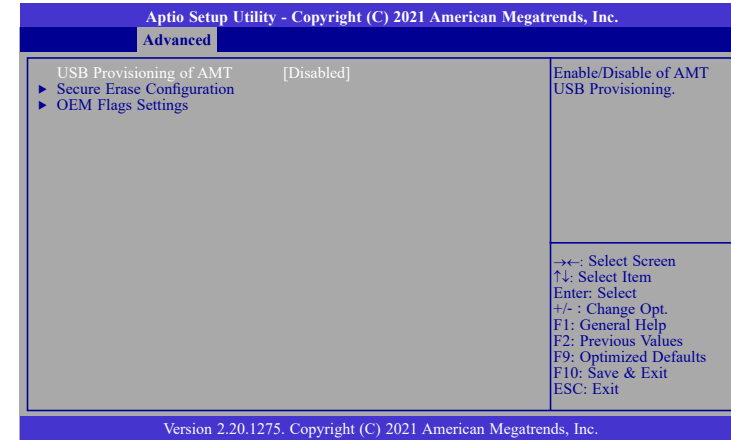 Aptio Setup Utility - Copyright (C) 2021 American Megatrends, Inc.
Advanced
USB Provisioning of AMT [Disabled]
► Secure Erase Configuration
► OEM Flags Settings
Enable/Disable of AMT
USB Provisioning.
→←: Select Screen
↑↓: Select Item
Enter: Select
+/- : Change Opt.
F1: General Help
F2: Previous Values
F9: Optimized Defaults
F10: Save & Exit
ESC: Exit
Version 2.20.1275. Copyright (C) 2021 American Megatrends, Inc.